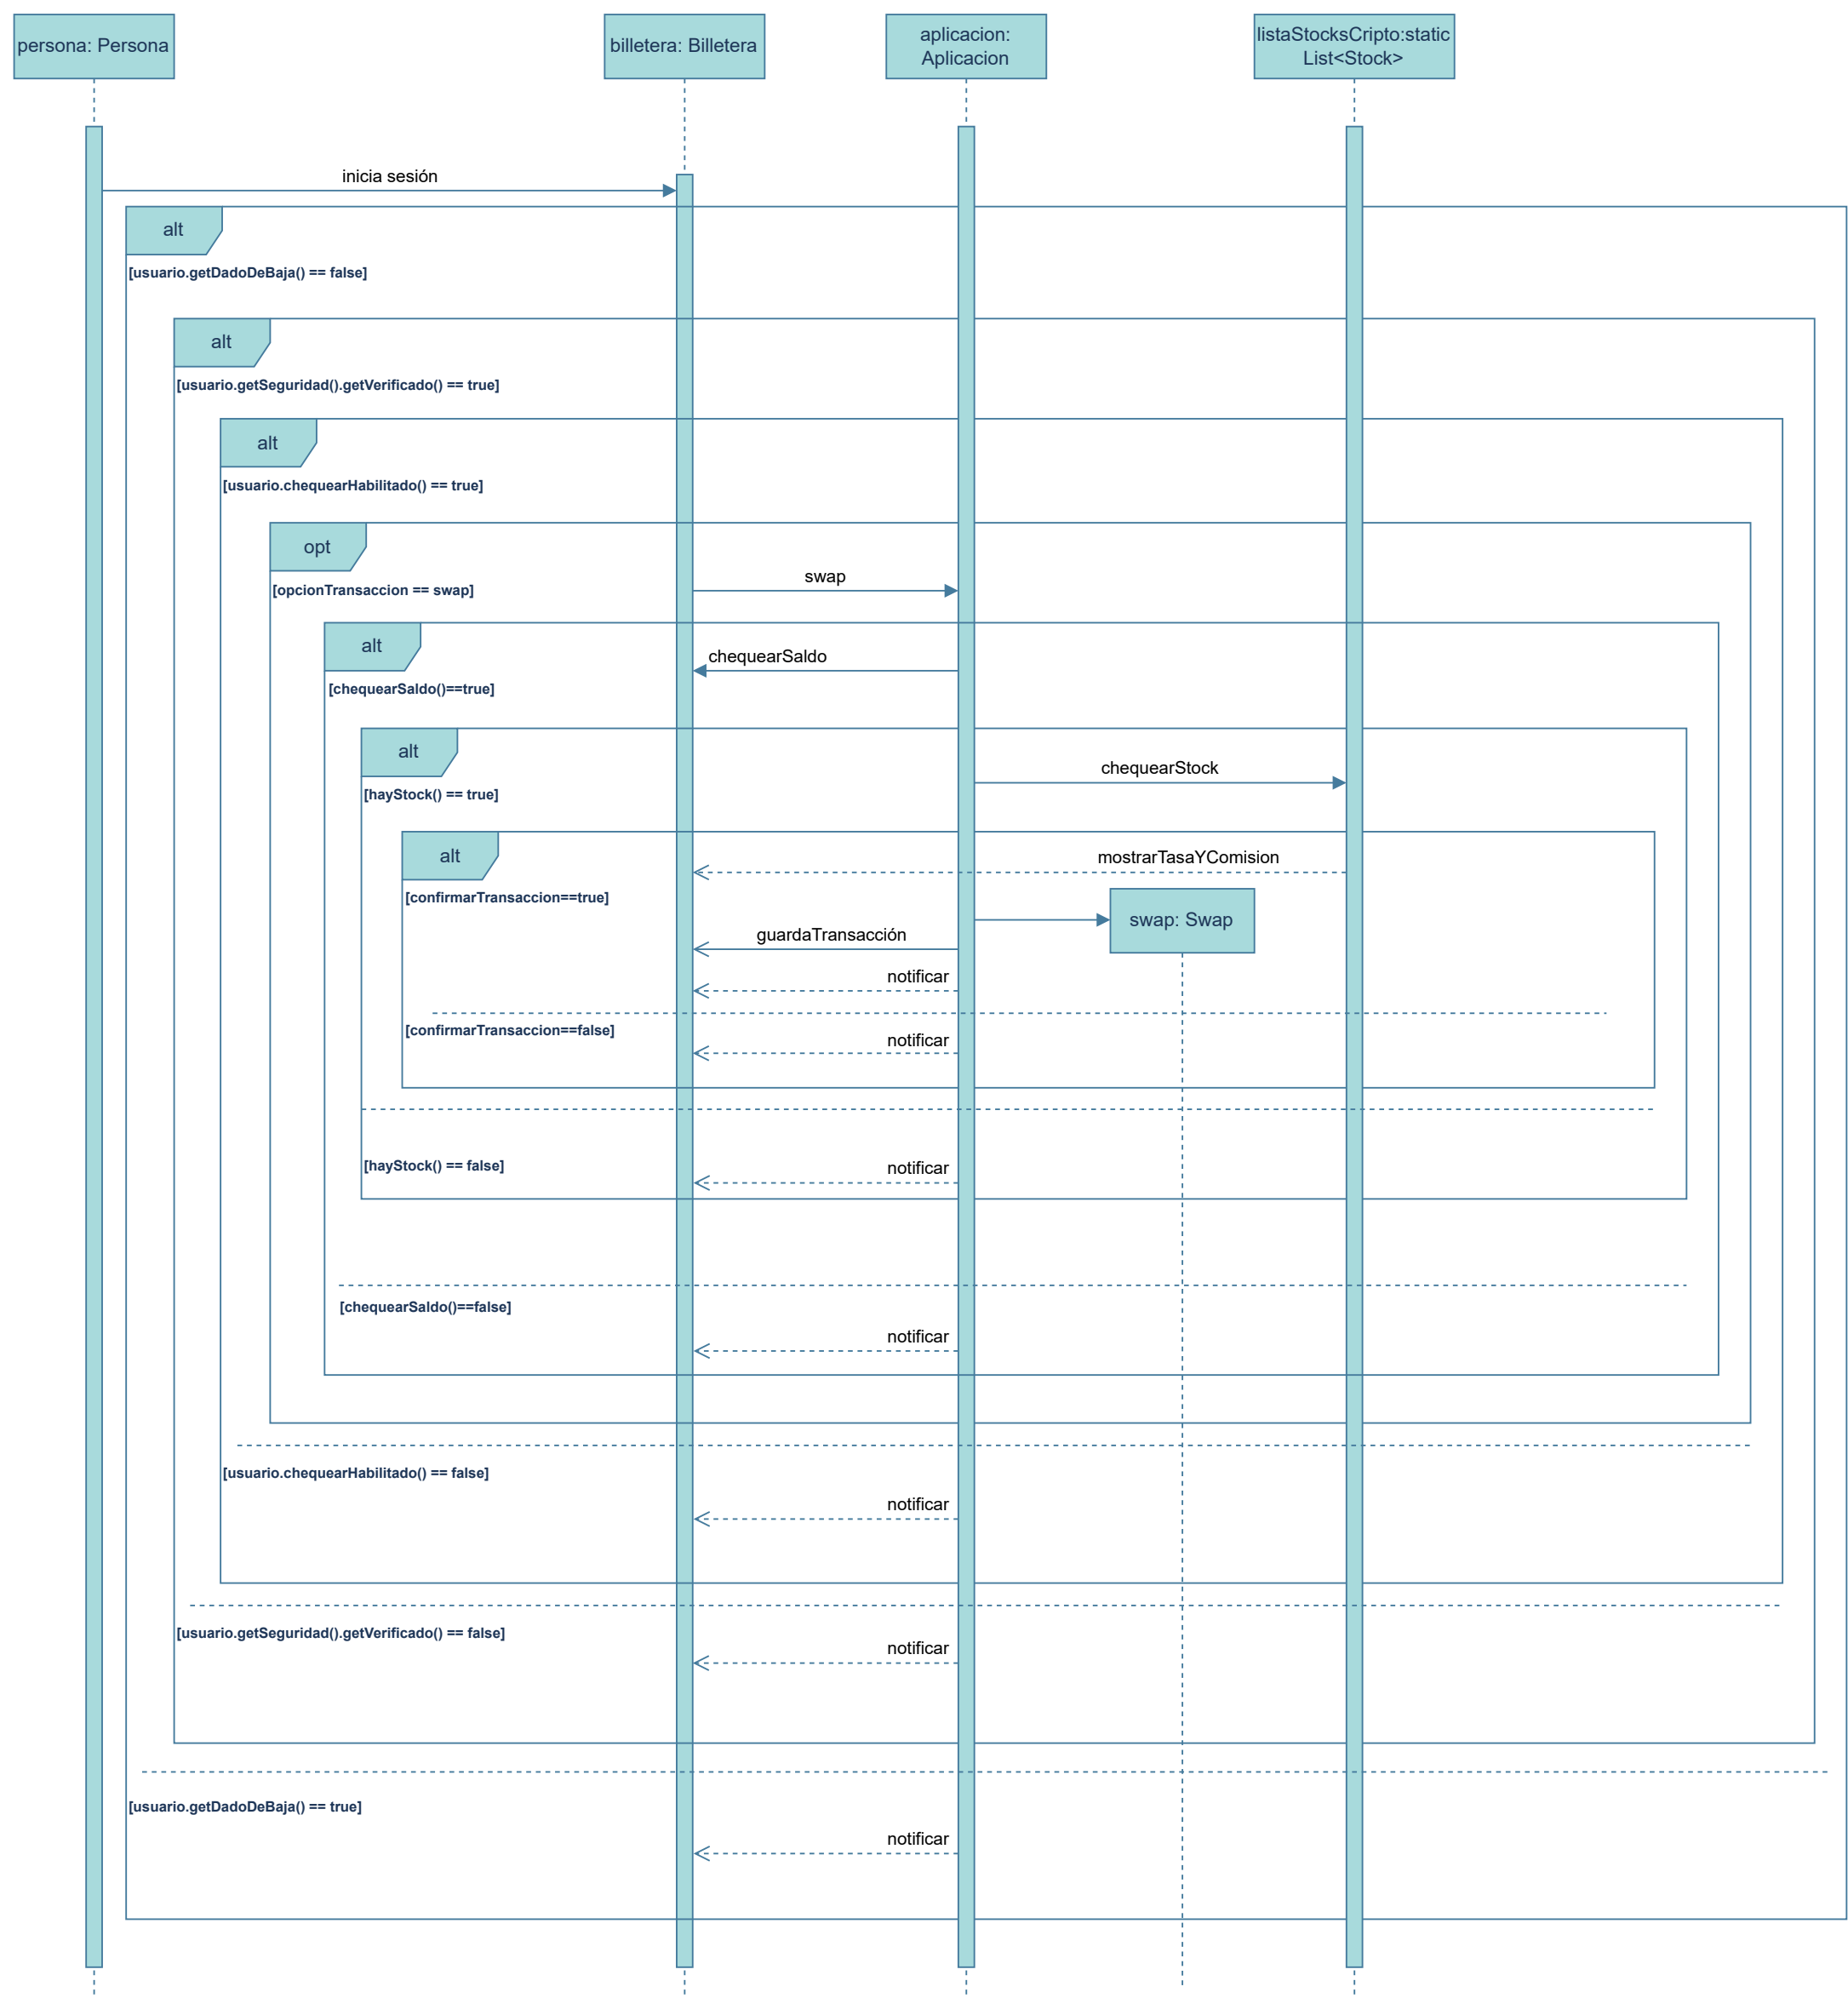 persona: Persona
billetera: Billetera
aplicacion:
Aplicacion
listaStocksCripto:static
List<Stock>
inicia sesión
alt
[usuario.getDadoDeBaja() == false]
alt
[usuario.getSeguridad().getVerificado() == true]
alt
[usuario.chequearHabilitado() == true]
opt
[opcionTransaccion == swap]
swap
alt
chequearSaldo
[chequearSaldo()==true]
alt
chequearStock
[hayStock() == true]
alt
mostrarTasaYComision
[confirmarTransaccion==true]
swap: Swap
guardaTransacción
notificar
[confirmarTransaccion==false]
notificar
[hayStock() == false]
notificar
[chequearSaldo()==false]
notificar
[usuario.chequearHabilitado() == false]
notificar
[usuario.getSeguridad().getVerificado() == false]
notificar
[usuario.getDadoDeBaja() == true]
notificar